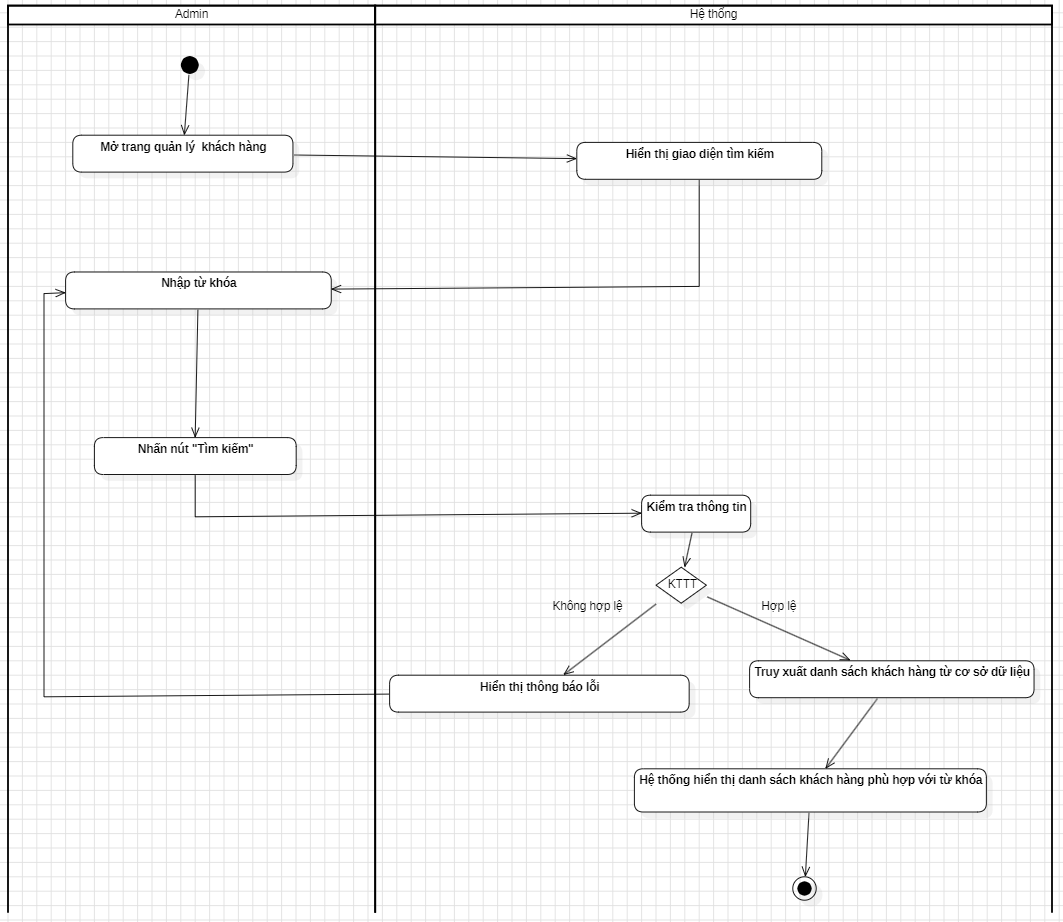 Admin
Hệ thống
Mở trang quản lý  khách hàng
Hiển thị giao diện tìm kiếm
Nhập từ khóa
Nhấn nút "Tìm kiếm"
Kiểm tra thông tin
KTTT
Không hợp lệ
Hợp lệ
Truy xuất danh sách khách hàng từ cơ sở dữ liệu
Hiển thị thông báo lỗi
Hệ thống hiển thị danh sách khách hàng phù hợp với từ khóa